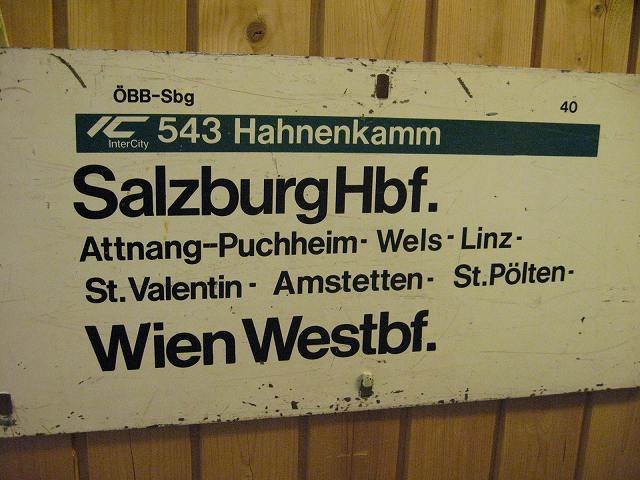 ÖBB-Sbg
40
IC InterCity 543 Hahnenkamm
Salzburg Hbf.
Attnang-Puchheim- Wels- Linz-
St. Valentin- Amstetten- St. Pölten-
Wien Westbf.